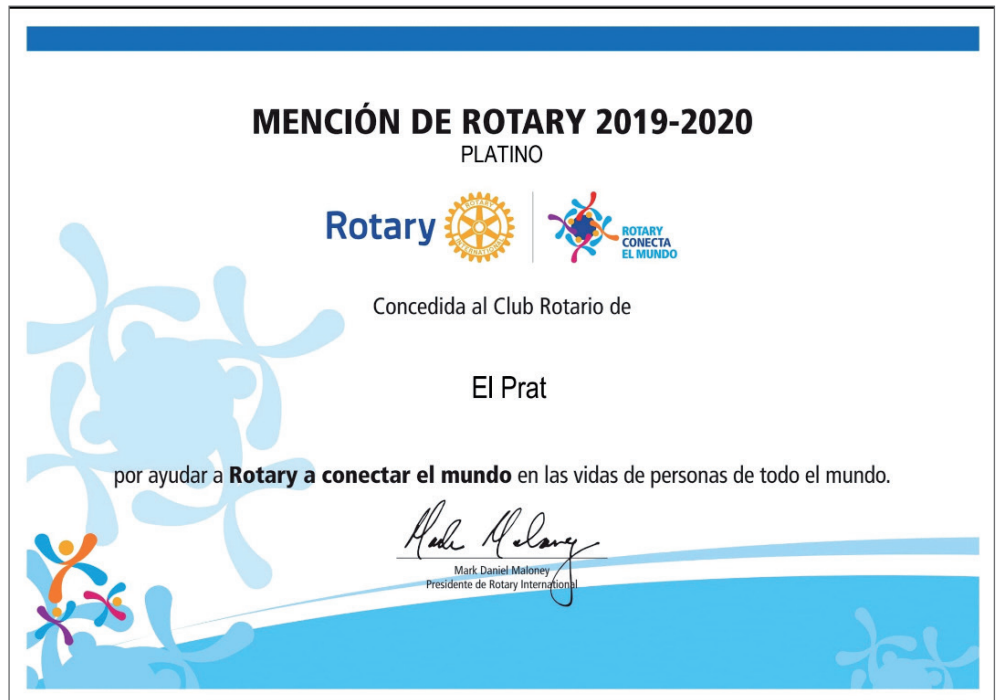 MENCIÓN DE ROTARY 2019-2020
PLATINO
Rotary
ROTARY
INTERNATIONAL
ROTARY
CONECTA
EL MUNDO
Concedida al Club Rotario de
El Prat
por ayudar a Rotary a conectar el mundo en las vidas de personas de todo el mundo.
Mark Daniel Maloney
Presidente de Rotary International